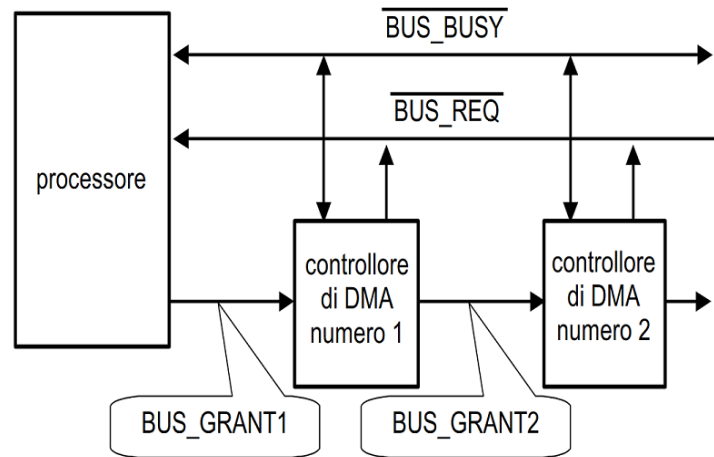 BUS_BUSY
BUS_REQ
processore
controllore
di DMA
numero 1
controllore
di DMA
numero 2
BUS_GRANT1
BUS_GRANT2